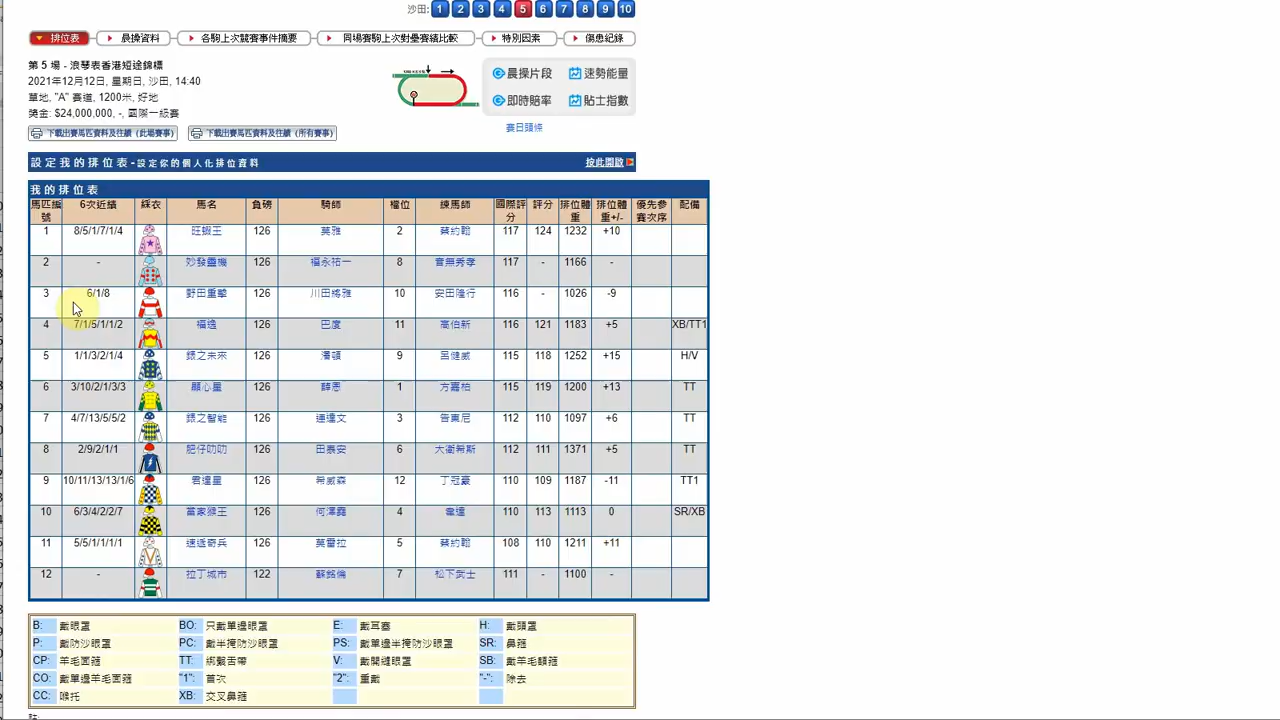 沙田: 1 2 3 4 5 6 7 8 9 10
排位表 晨操資料 各駒上次競賽事件摘要 同場賽駒上次對壘賽績比較 特別因素 傷患紀錄
第 5 場 - 浪琴表香港短途錦標
2021年12月12日, 星期日, 沙田, 14:40
草地, "A" 賽道, 1200米, 好地
獎金: $24,000,000, -, 國際一級賽
晨操片段 速勢能量
即時賠率 貼士指數
下載出賽馬匹資料及往績 (此場賽事) 下載出賽馬匹資料及往績 (所有賽事)
賽日頭條
設定我的排位表-設定你的個人化排位資料 按此開啟
我的排位表
馬匹編號 6次近績 綵衣 馬名 負磅 騎師 檔位 練馬師 國際評分 評分 排位體重 排位體重+/- 優先參賽次序 配備
1 8/5/1/7/1/4 旺蝦王 126 莫雅 2 蔡約翰 117 124 1232 +10
2 - 妙發靈機 126 福永祐一 8 音無秀孝 117 - 1166 -
3 6/1/8 野田重擊 126 川田將雅 10 安田隆行 116 - 1026 -9
4 7/1/5/1/1/2 福逸 126 巴度 11 高伯新 116 121 1183 +5 XB/TT1
5 1/1/3/2/1/4 錶之未來 126 潘頓 9 呂健威 115 118 1252 +15 H/V
6 3/10/2/1/3/3 願心星 126 薛恩 1 方嘉柏 115 119 1200 +13 TT
7 4/7/13/5/5/2 錶之智能 126 連達文 3 告東尼 112 110 1097 +6 TT
8 2/9/2/1/1 肥仔叻叻 126 田泰安 6 大衛希斯 112 111 1371 +5 TT
9 10/11/13/13/1/6 君達星 126 希威森 12 丁冠豪 110 109 1187 -11 TT1
10 6/3/4/2/2/7 當家猴王 126 何澤堯 4 韋達 110 113 1113 0 SR/XB
11 5/5/1/1/1/1 速遞奇兵 126 莫雷拉 5 蔡約翰 108 110 1211 +11
12 - 拉丁城市 122 蘇銘倫 7 松下武士 111 - 1100 -
B: 戴眼罩 BO: 只戴單邊眼罩 E: 戴耳塞 H: 戴頭罩
P: 戴防沙眼罩 PC: 戴半掩防沙眼罩 PS: 戴單邊半掩防沙眼罩 SR: 鼻箍
CP: 羊毛面箍 TT: 綁繫舌帶 V: 戴開縫眼罩 SB: 戴羊毛額箍
CO: 戴單邊羊毛面箍 "1": 首次 "2": 重戴 "-": 除去
CC: 喉托 XB: 交叉鼻箍
註: